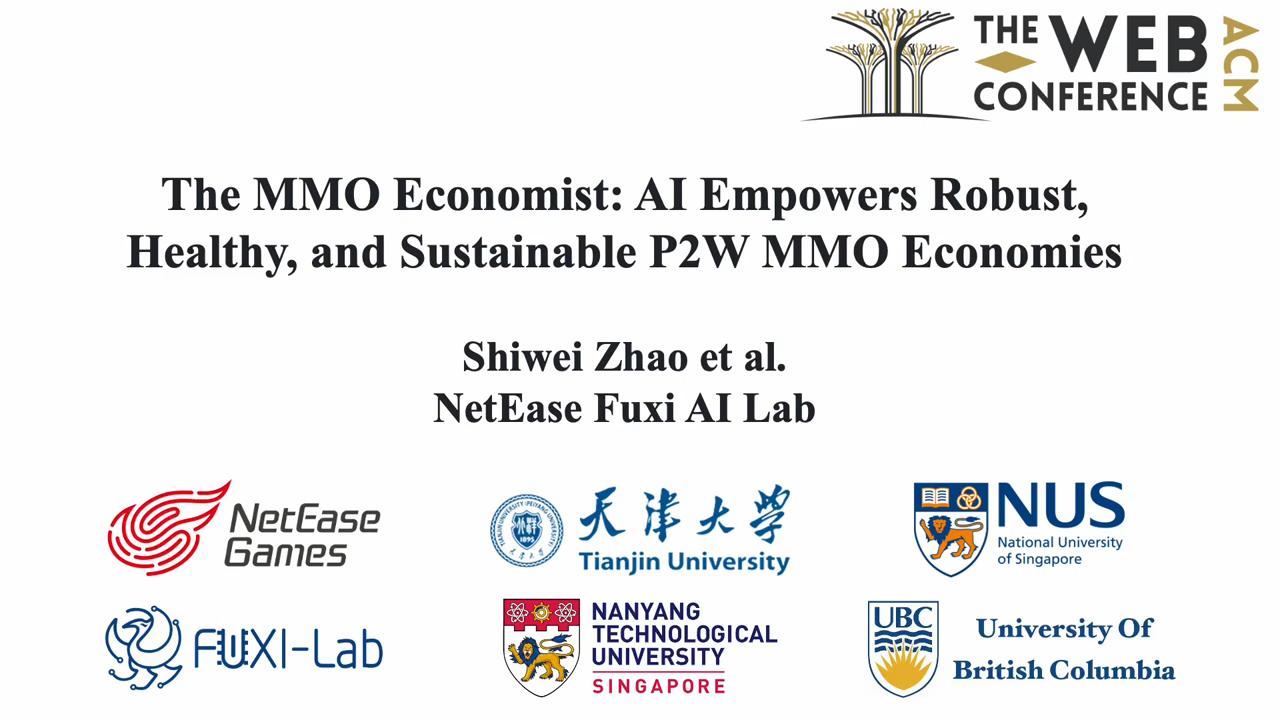 THE WEB
CONFERENCE
ACM
The MMO Economist: AI Empowers Robust,
Healthy, and Sustainable P2W MMO Economies
Shiwei Zhao et al.
NetEase Fuxi AI Lab
NetEase
Games
天津大学
Tianjin University
1895
NUS
National University
of Singapore
FUXI-Lab
NANYANG
TECHNOLOGICAL
UNIVERSITY
SINGAPORE
UBC
University Of
British Columbia